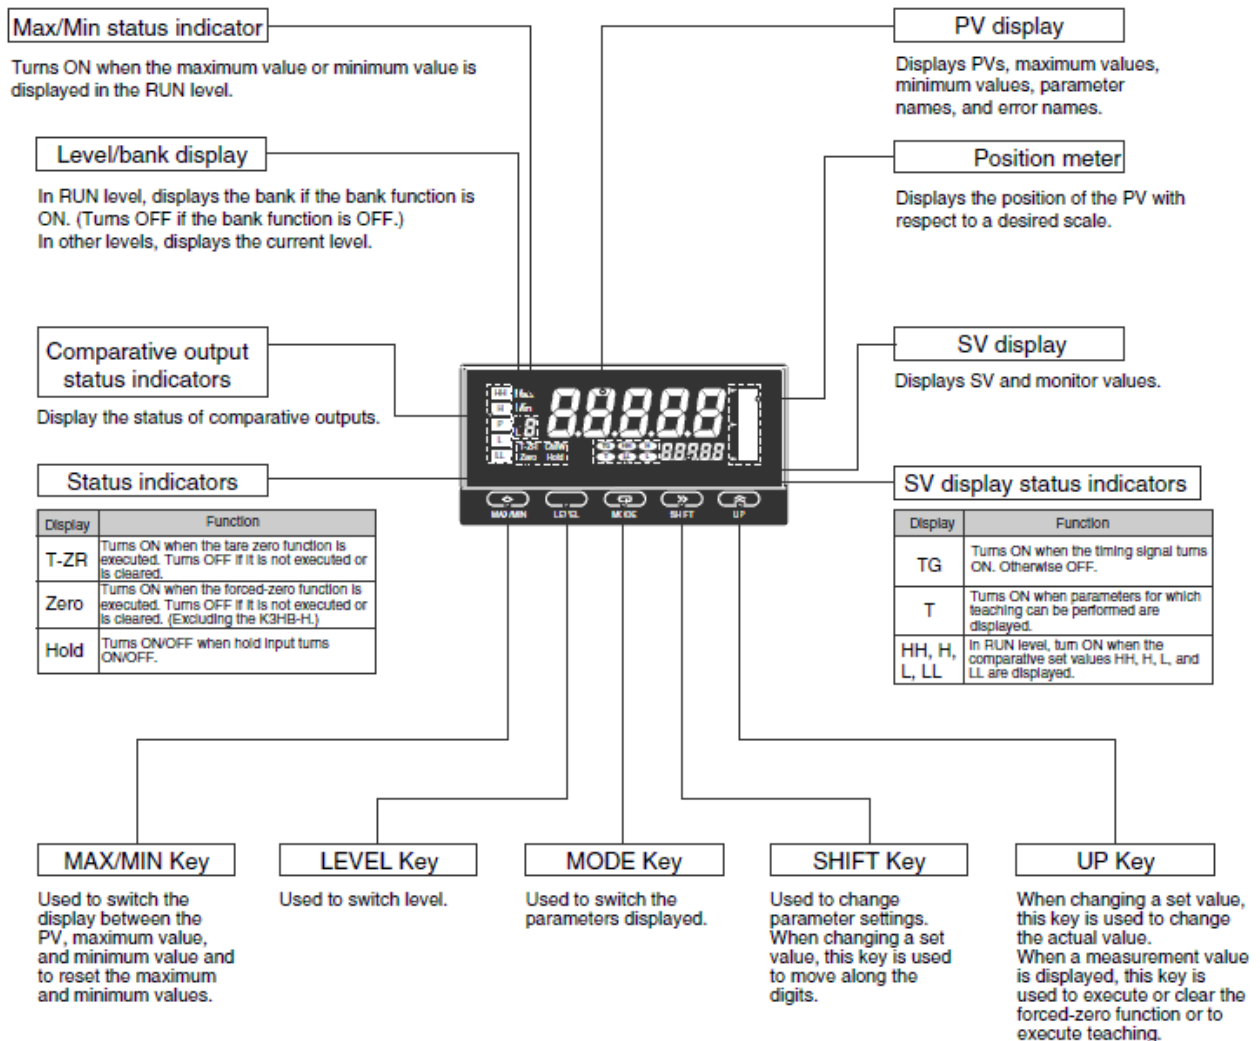 Max/Min status indicator
Turns ON when the maximum value or minimum value is
displayed in the RUN level.
Level/bank display
In RUN level, displays the bank if the bank function is
ON. (Turns OFF if the bank function is OFF.)
In other levels, displays the current level.
Comparative output
status indicators
Display the status of comparative outputs.
Status indicators
Display Function
T-ZR Turns ON when the tare zero function is
executed. Turns OFF if it is not executed or
is cleared.
Zero Turns ON when the forced-zero function is
executed. Turns OFF if it is not executed or
is cleared. (Excluding the K3HB-H.)
Hold Turns ON/OFF when hold input turns
ON/OFF.
PV display
Displays PVs, maximum values,
minimum values, parameter
names, and error names.
Position meter
Displays the position of the PV with
respect to a desired scale.
SV display
Displays SV and monitor values.
SV display status indicators
Display Function
TG Turns ON when the timing signal turns
ON. Otherwise OFF.
T Turns ON when parameters for which
teaching can be performed are
displayed.
HH, H,
L, LL
In RUN level, turn ON when the
comparative set values HH, H, L, and
LL are displayed.
HH
H
P
L
LL
8
88888
T-ZR
Zero Hold
TG HH H
T LL L
88888
MAX/MIN LEVEL MODE SHIFT UP
MAX/MIN Key
Used to switch the
display between the
PV, maximum value,
and minimum value and
to reset the maximum
and minimum values.
LEVEL Key
Used to switch level.
MODE Key
Used to switch the
parameters displayed.
SHIFT Key
Used to change
parameter settings.
When changing a set
value, this key is used
to move along the
digits.
UP Key
When changing a set value,
this key is used to change
the actual value.
When a measurement value
is displayed, this key is
used to execute or clear the
forced-zero function or to
execute teaching.